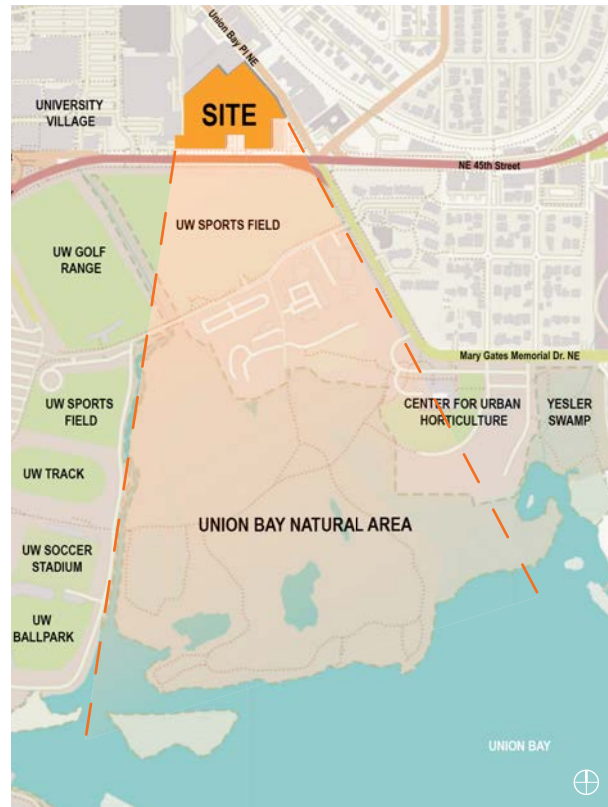 Union Bay Pl NE
UNIVERSITY
VILLAGE
SITE
NE 45th Street
UW SPORTS FIELD
UW GOLF
RANGE
Mary Gates Memorial Dr. NE
UW SPORTS
FIELD
CENTER FOR URBAN
HORTICULTURE
YESLER
SWAMP
UW TRACK
UNION BAY NATURAL AREA
UW SOCCER
STADIUM
UW
BALLPARK
UNION BAY